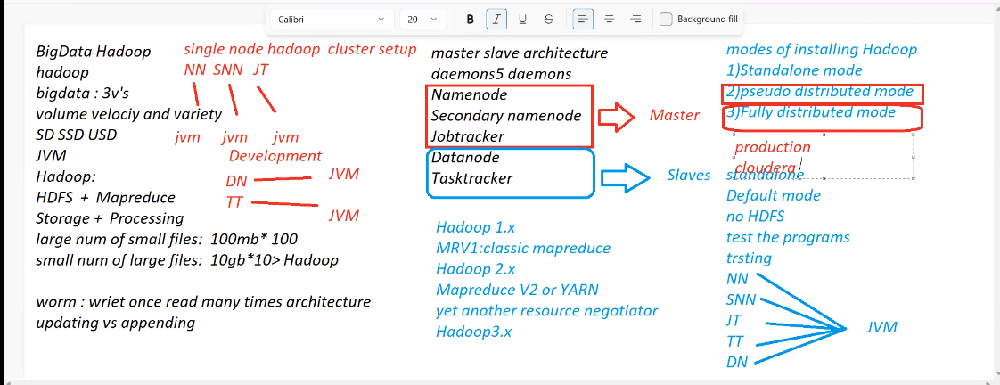 Calibri
20
B
I
U
S
Background fill
BigData Hadoop
hadoop
bigdata : 3v's
volume velociy and variety
SD SSD USD
JVM
Hadoop:
HDFS + Mapreduce
Storage + Processing
large num of small files: 100mb* 100
small num of large files: 10gb*10> Hadoop
worm : wriet once read many times architecture
updating vs appending
single node hadoop cluster setup
NN SNN JT
jvm jvm jvm
Development
DN JVM
TT JVM
master slave architecture
daemons5 daemons
Namenode
Secondary namenode
Jobtracker
Master
Datanode
Tasktracker
Slaves
Hadoop 1.x
MRV1:classic mapreduce
Hadoop 2.x
Mapreduce V2 or YARN
yet another resource negotiator
Hadoop3.x
modes of installing Hadoop
1)Standalone mode
2)pseudo distributed mode
3)Fully distributed mode
production
cloudera
standalone
Default mode
no HDFS
test the programs
trsting
NN
SNN
JT
TT
DN
JVM